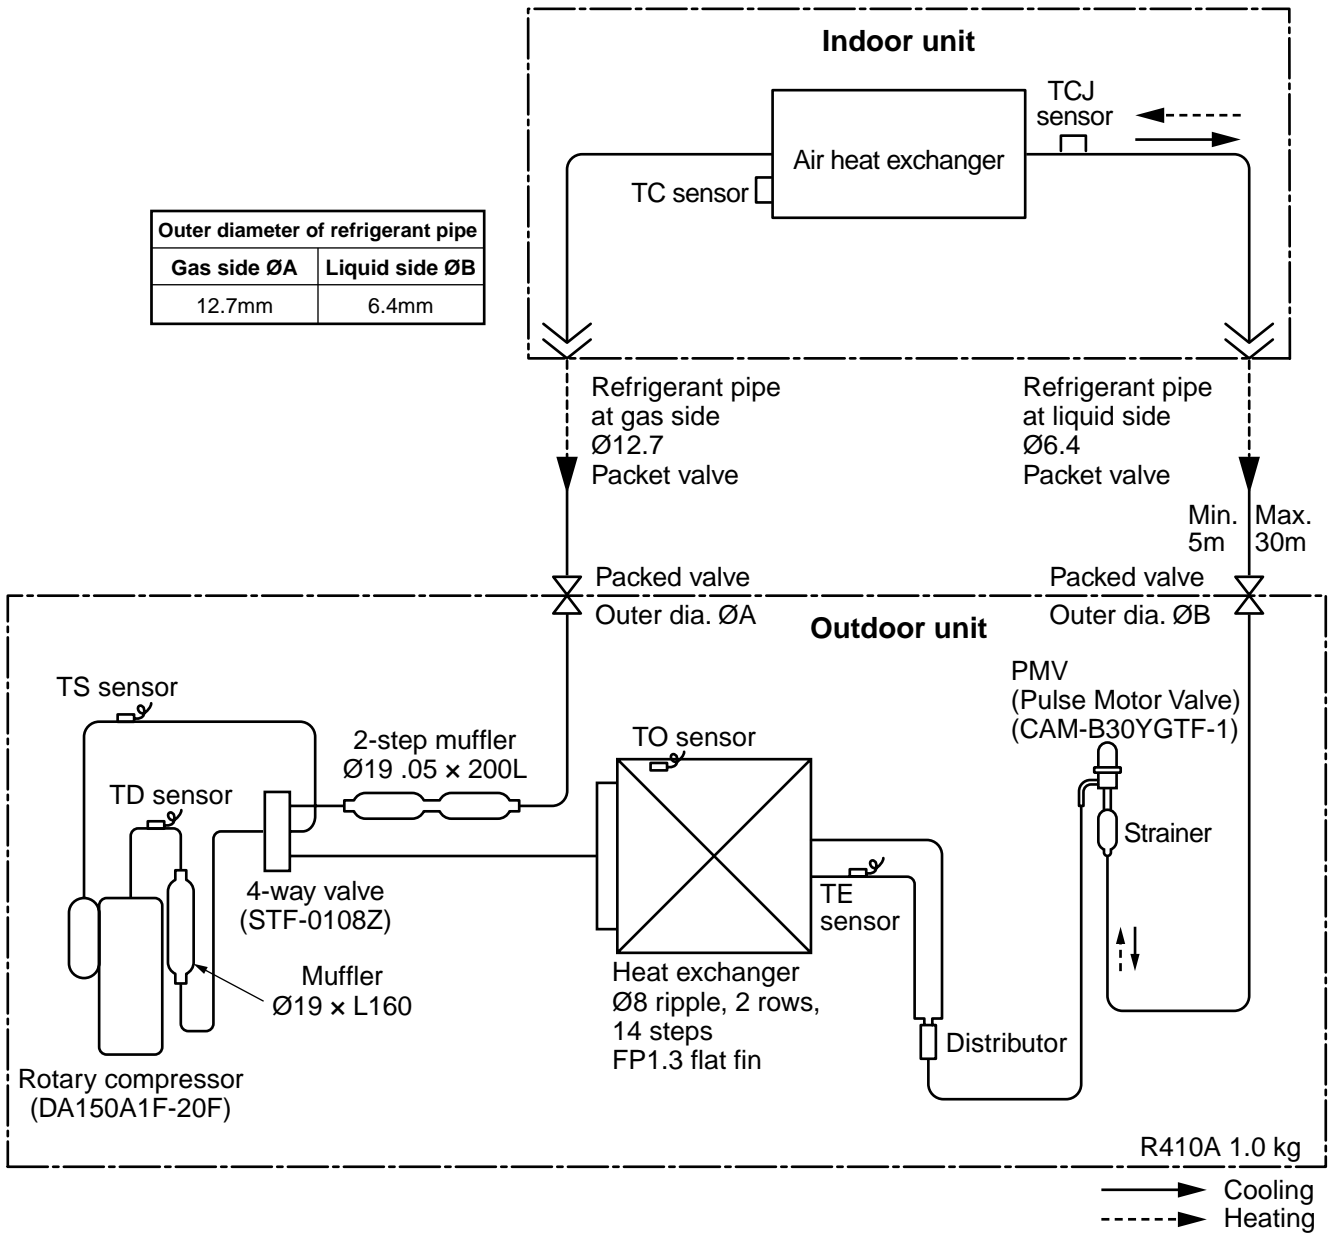 Indoor unit
TCJ
sensor
Air heat exchanger
TC sensor
Outer diameter of refrigerant pipe
Gas side ØA Liquid side ØB
12.7mm 6.4mm
Refrigerant pipe
at gas side
Ø12.7
Packet valve
Refrigerant pipe
at liquid side
Ø6.4
Packet valve
Min. Max.
5m 30m
Packed valve
Outer dia. ØA
Packed valve
Outer dia. ØB
Outdoor unit
TS sensor
2-step muffler
Ø19 .05 × 200L
TO sensor
PMV
(Pulse Motor Valve)
(CAM-B30YGTF-1)
TD sensor
Strainer
4-way valve
(STF-0108Z)
TE
sensor
Muffler
Ø19 × L160
Heat exchanger
Ø8 ripple, 2 rows,
14 steps
FP1.3 flat fin
Distributor
Rotary compressor
(DA150A1F-20F)
R410A 1.0 kg
Cooling
Heating